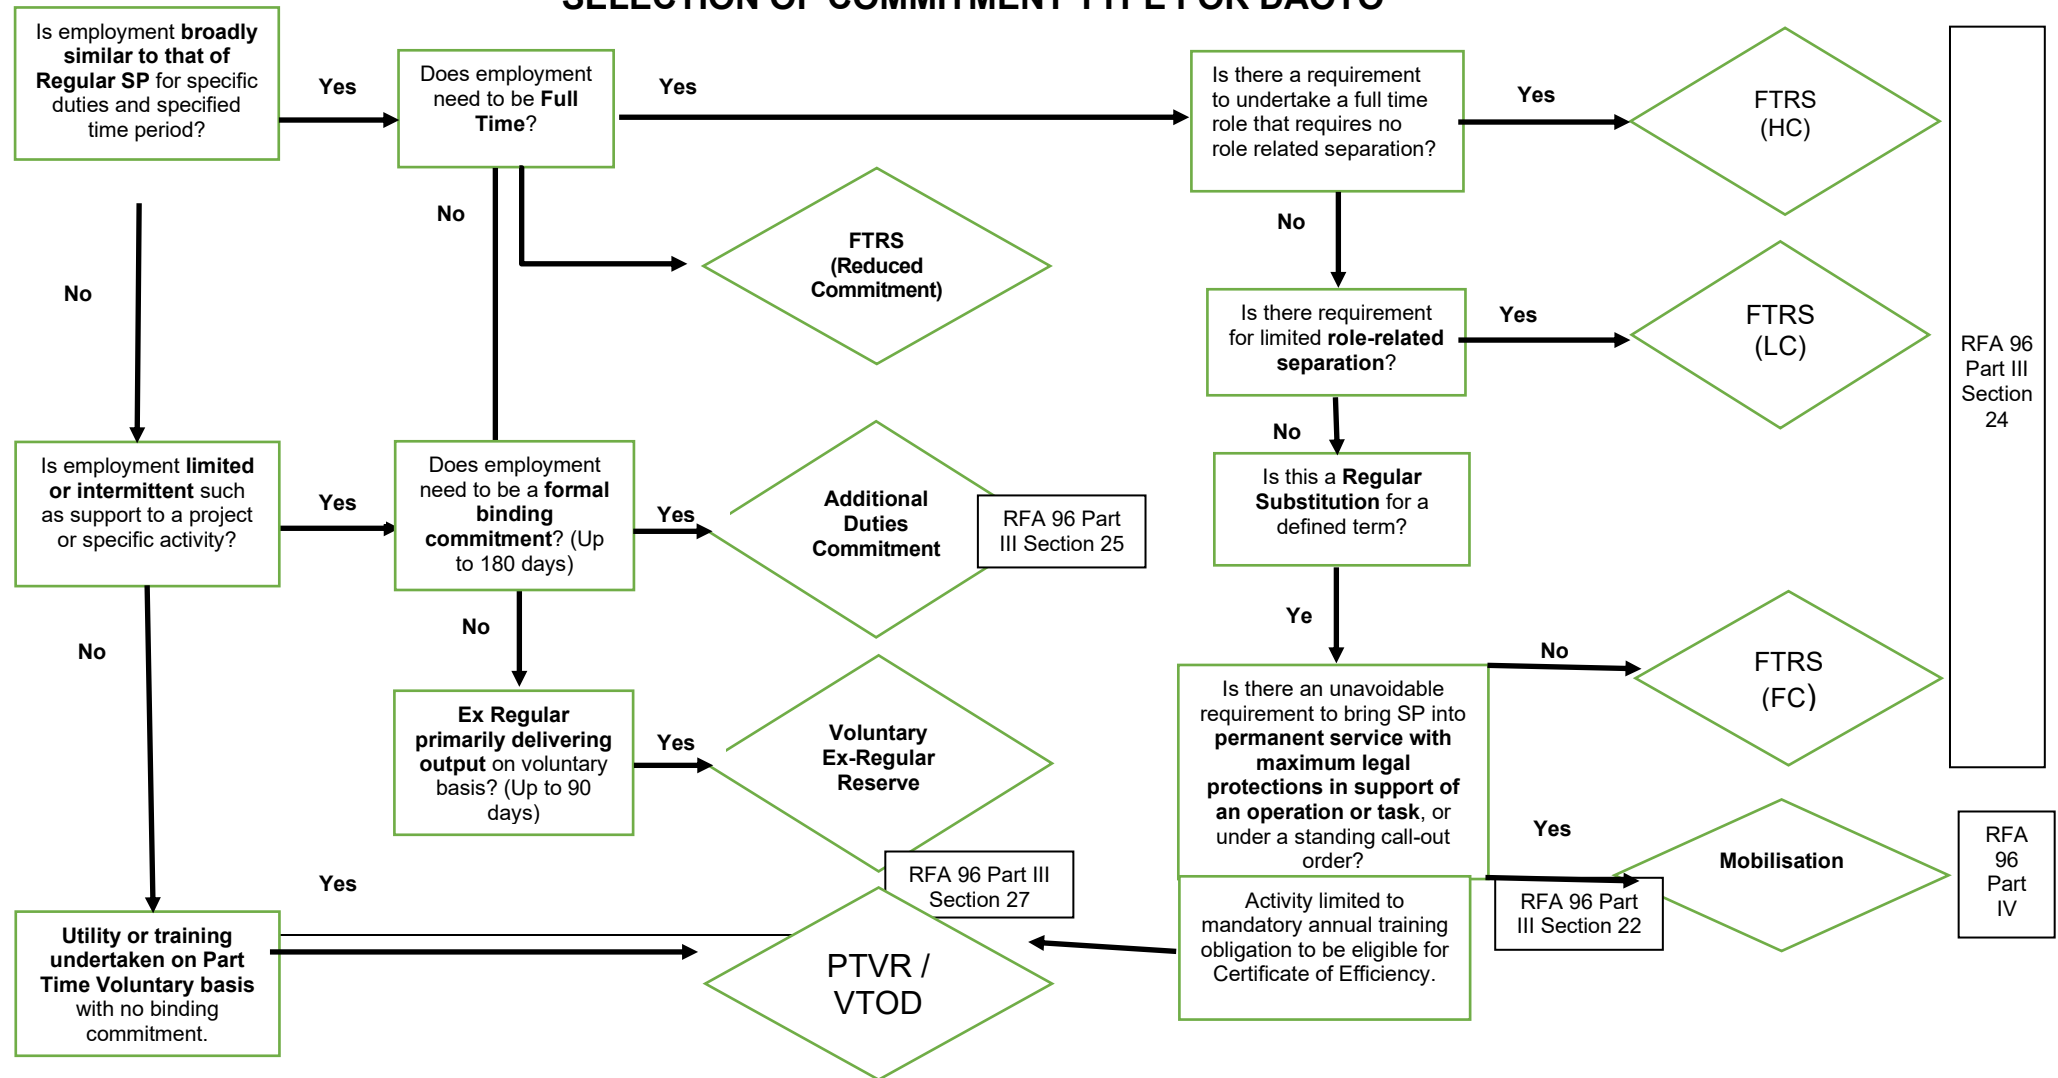 SELECTION OF COMMITMENT TYPE FOR DAOTO
Is employment broadly
similar to that of
Regular SP for specific
duties and specified
time period?
Yes
Does employment
need to be Full
Time?
Yes
Is there a requirement
to undertake a full time
role that requires no
role related separation?
Yes
FTRS
(HC)
No
No
FTRS
(Reduced
Commitment)
No
Is there requirement
for limited role-related
separation?
Yes
FTRS
(LC)
RFA 96
Part III
Section
24
No
Is employment limited
or intermittent such
as support to a project
or specific activity?
Yes
Does employment
need to be a formal
binding
commitment? (Up
to 180 days)
Yes
Additional
Duties
Commitment
RFA 96 Part
III Section 25
Is this a Regular
Substitution for a
defined term?
Ye
No
No
Ex Regular
primarily delivering
output on voluntary
basis? (Up to 90
days)
Yes
Voluntary
Ex-Regular
Reserve
Is there an unavoidable
requirement to bring SP into
permanent service with
maximum legal
protections in support of
an operation or task, or
under a standing call-out
order?
No
FTRS
(FC)
Yes
Mobilisation
RFA
96
Part
IV
RFA 96 Part III
Section 27
Yes
Utility or training
undertaken on Part
Time Voluntary basis
with no binding
commitment.
PTVR /
VTOD
Activity limited to
mandatory annual training
obligation to be eligible for
Certificate of Efficiency.
RFA 96 Part
III Section 22